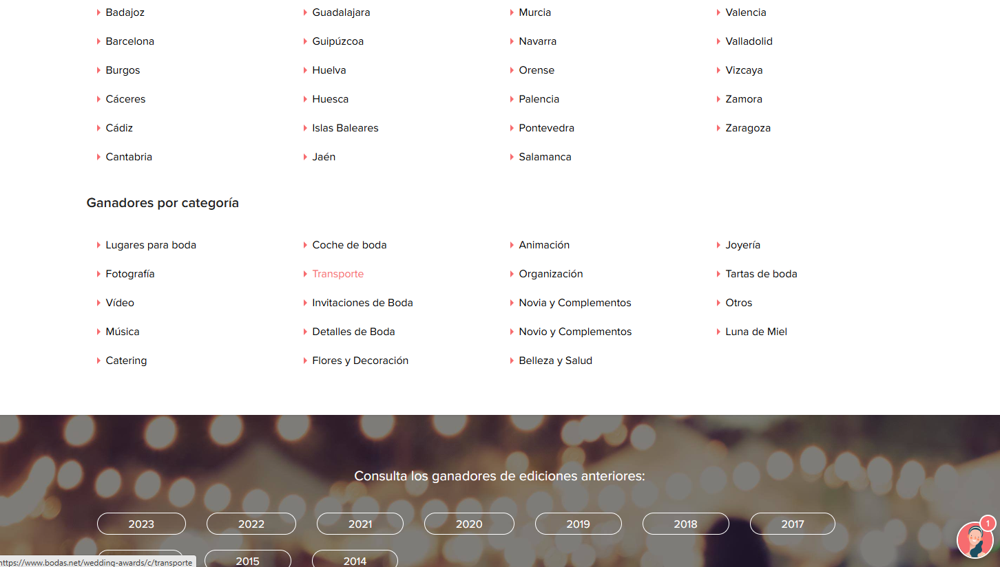 Badajoz Guadalajara Murcia Valencia
Barcelona Guipúzcoa Navarra Valladolid
Burgos Huelva Orense Vizcaya
Cáceres Huesca Palencia Zamora
Cádiz Islas Baleares Pontevedra Zaragoza
Cantabria Jaén Salamanca
Ganadores por categoría
Lugares para boda Coche de boda Animación Joyería
Fotografía Transporte Organización Tartas de boda
Vídeo Invitaciones de Boda Novia y Complementos Otros
Música Detalles de Boda Novio y Complementos Luna de Miel
Catering Flores y Decoración Belleza y Salud
Consulta los ganadores de ediciones anteriores:
2023 2022 2021 2020 2019 2018 2017
1
2015 2014
https://www.bodas.net/wedding-awards/c/transporte